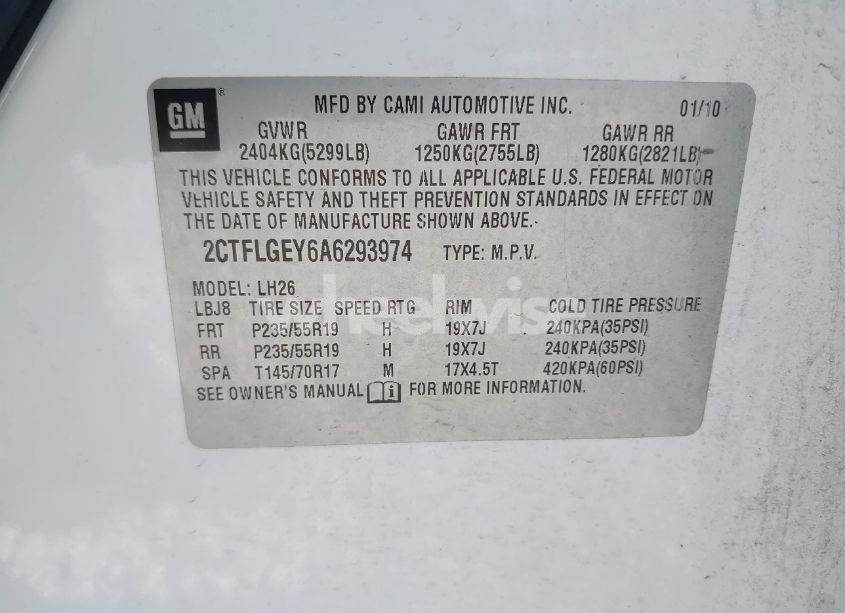 GM ®
MFD BY CAMI AUTOMOTIVE INC. 01/10
GVWR GAWR FRT GAWR RR
2404KG(5299LB) 1250KG(2755LB) 1280KG(2821LB)
THIS VEHICLE CONFORMS TO ALL APPLICABLE U.S. FEDERAL MOTOR
VEHICLE SAFETY AND THEFT PREVENTION STANDARDS IN EFFECT ON
THE DATE OF MANUFACTURE SHOWN ABOVE.
2CTFLGEY6A6293974 TYPE: M.P.V.
MODEL: LH26
LBJ8 TIRE SIZE SPEED RTG RIM COLD TIRE PRESSURE
FRT P235/55R19 H 19X7J 240KPA(35PSI)
RR P235/55R19 H 19X7J 240KPA(35PSI)
SPA T145/70R17 M 17X4.5T 420KPA(60PSI)
SEE OWNER'S MANUAL FOR MORE INFORMATION.
wheelwise